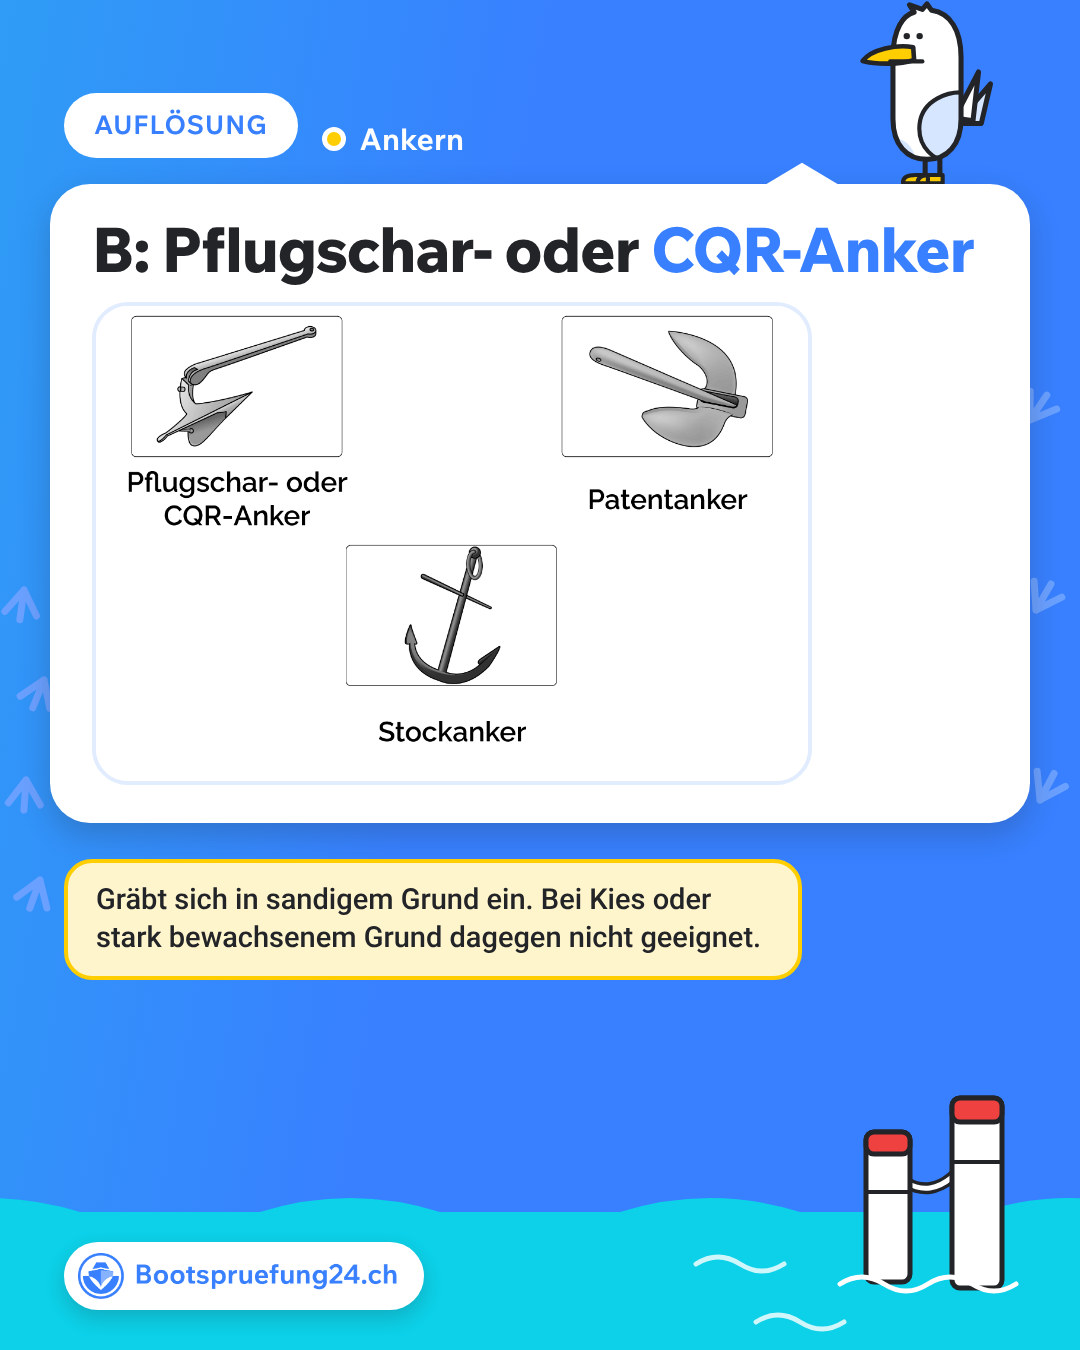 AUFLÖSUNG
Ankern
B: Pflugschar- oder CQR-Anker
Pflugschar- oder
CQR-Anker
Patentanker
Stockanker
Gräbt sich in sandigem Grund ein. Bei Kies oder
stark bewachsenem Grund dagegen nicht geeignet.
Bootspruefung24.ch